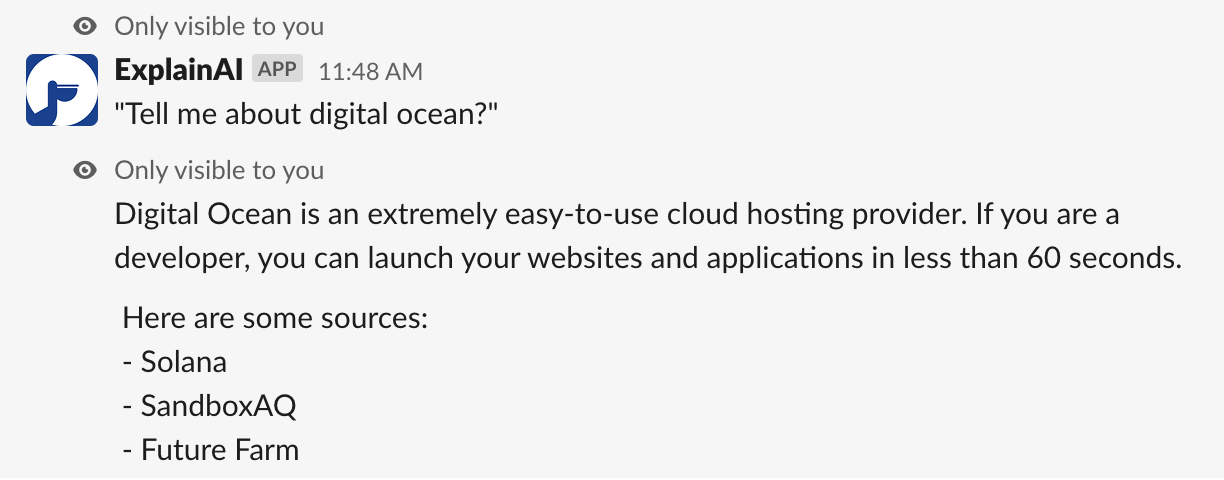 Only visible to you
ExplainAI APP 11:48 AM
"Tell me about digital ocean?"
Only visible to you
Digital Ocean is an extremely easy-to-use cloud hosting provider. If you are a
developer, you can launch your websites and applications in less than 60 seconds.
Here are some sources:
- Solana
- SandboxAQ
- Future Farm